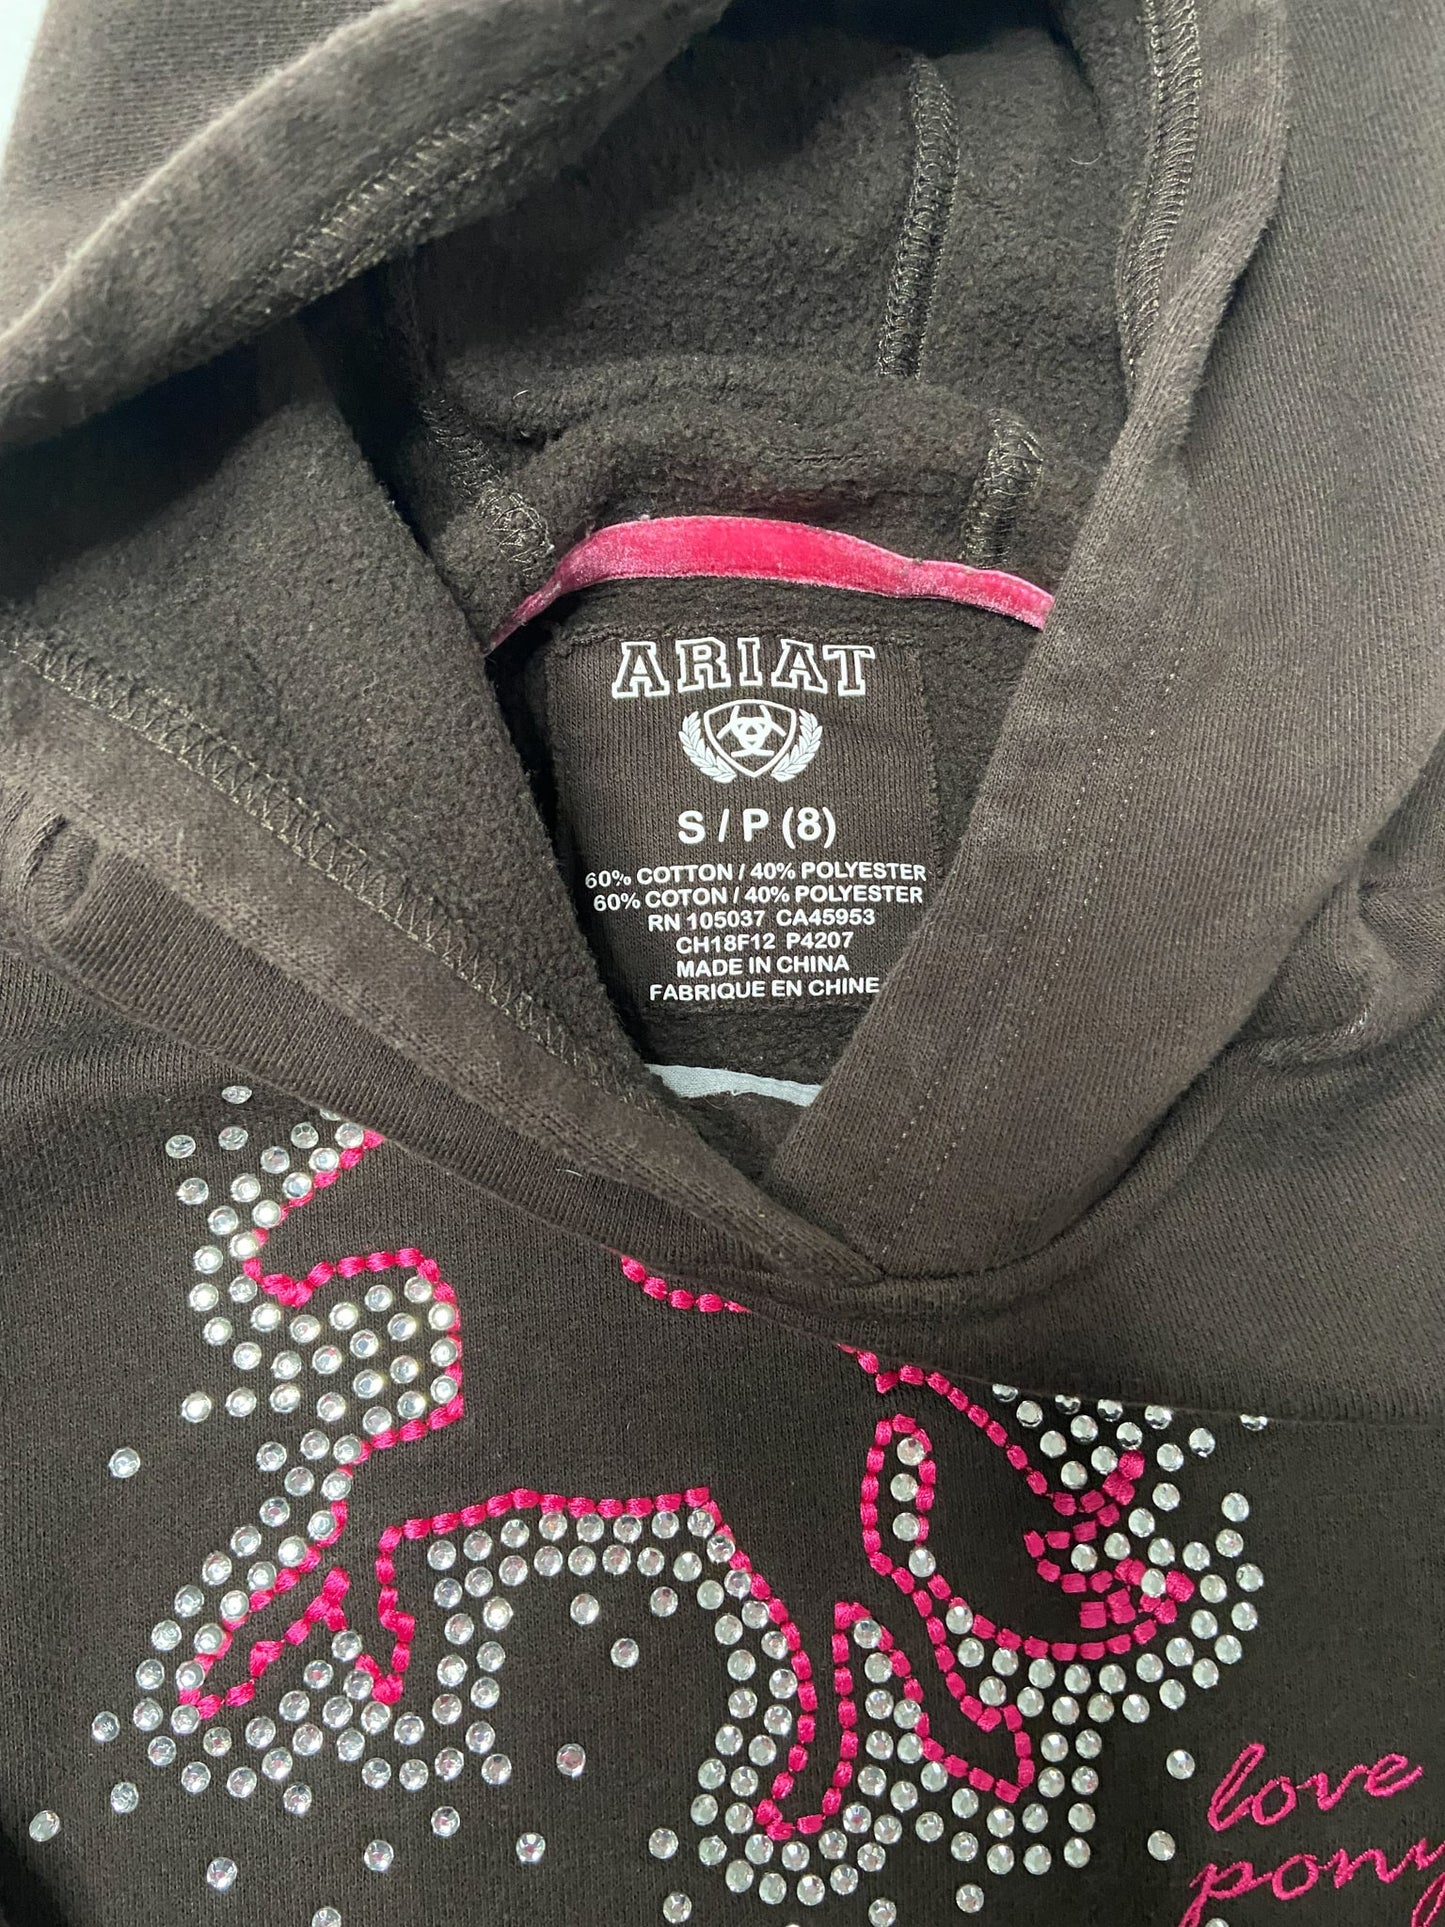 ARIAT
S / P (8)
60% COTTON / 40% POLYESTER
60% COTON / 40% POLYESTER
RN 105037 CA45953
CH18F12 P4207
MADE IN CHINA
FABRIQUE EN CHINE
love
pony